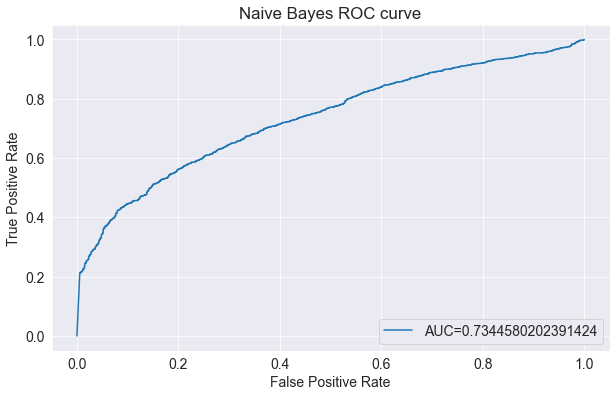 Naive Bayes ROC curve
1.0
0.8
0.6
0.4
0.2
0.0
True Positive Rate
AUC=0.7344580202391424
0.0 0.2 0.4 0.6 0.8 1.0
False Positive Rate